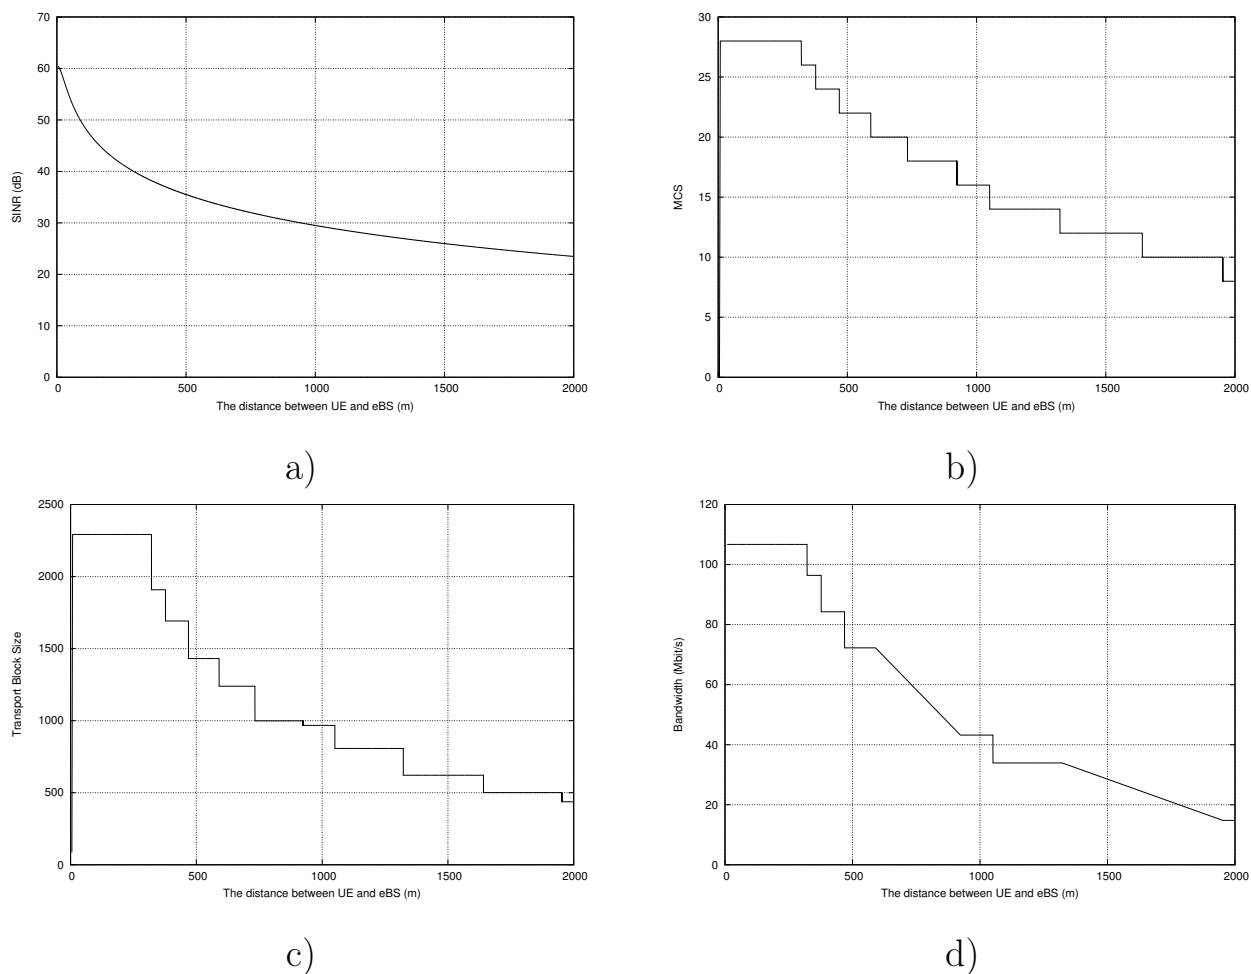 70
60
50
40
30
20
10
0
SINR (dB)
0 500 1000 1500 2000
The distance between UE and eBS (m)
a)
30
25
20
15
10
5
0
MCS
0 500 1000 1500 2000
The distance between UE and eBS (m)
b)
2500
2000
1500
1000
500
0
Transport Block Size
0 500 1000 1500 2000
The distance between UE and eBS (m)
c)
120
100
80
60
40
20
0
Bandwidth (Mbit/s)
0 500 1000 1500 2000
The distance between UE and eBS (m)
d)